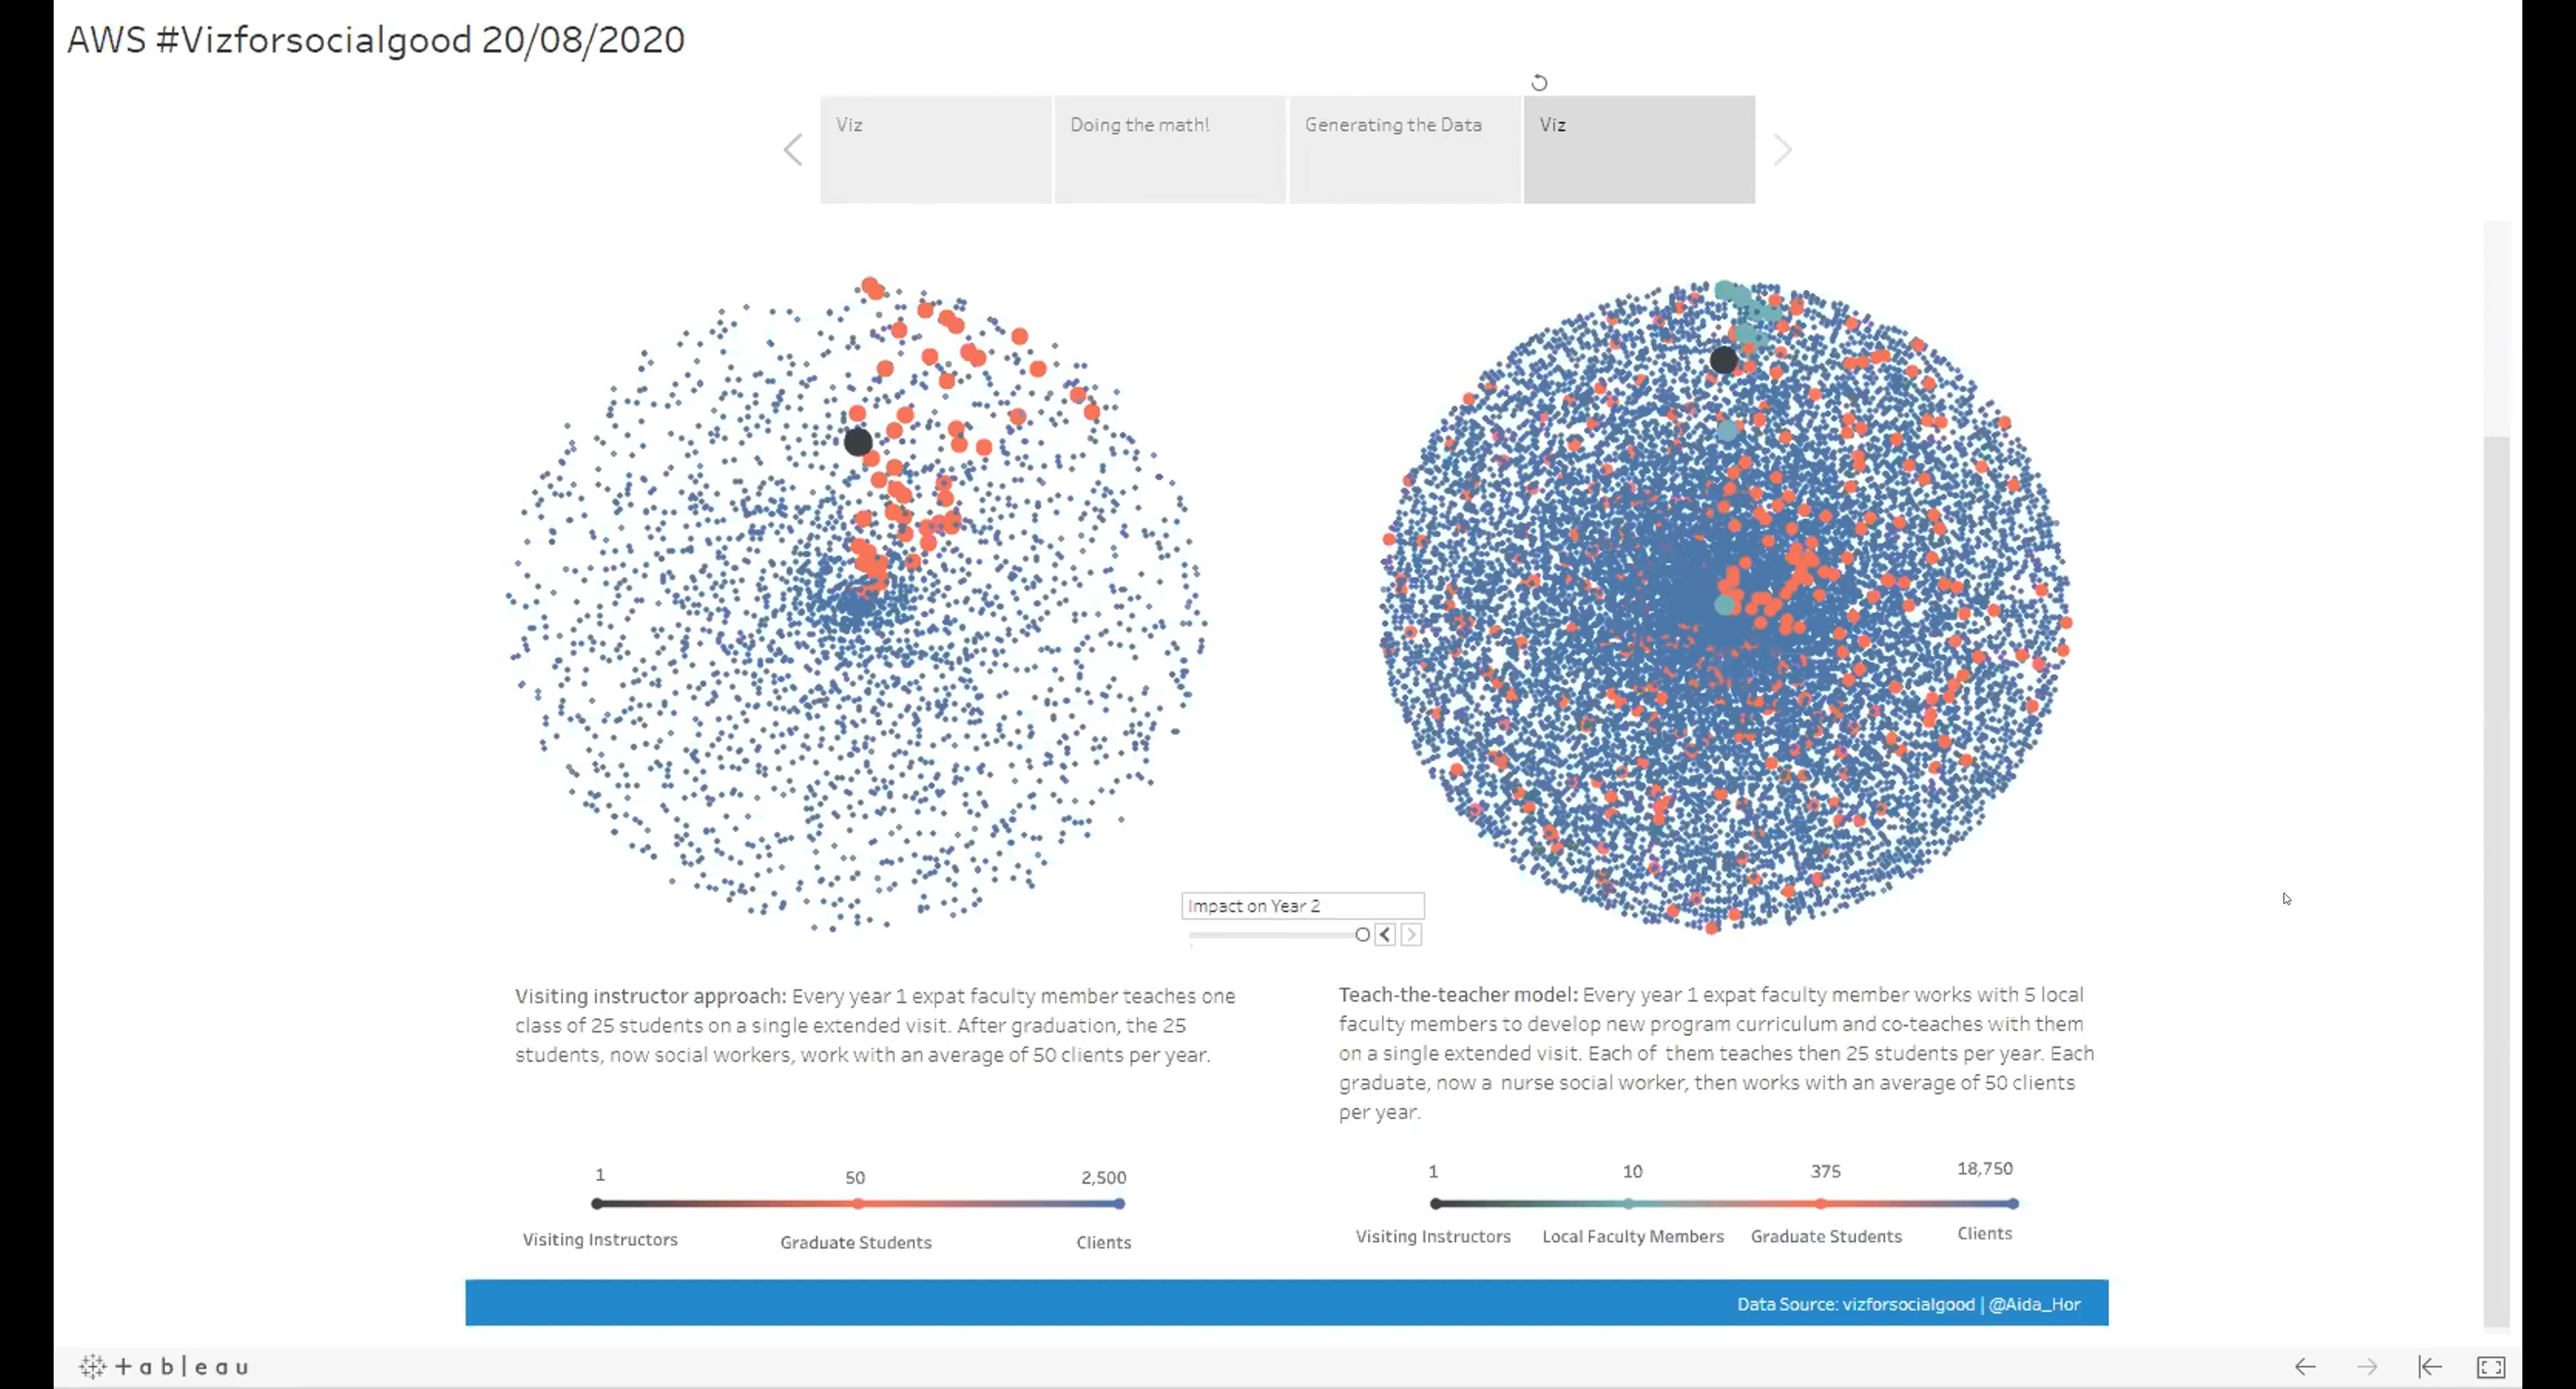 AWS #Vizforsocialgood 20/08/2020
Viz
Doing the math!
Generating the Data
Viz
Impact on Year 2
Visiting instructor approach: Every year 1 expat faculty member teaches one
class of 25 students on a single extended visit. After graduation, the 25
students, now social workers, work with an average of 50 clients per year.
Teach-the-teacher model: Every year 1 expat faculty member works with 5 local
faculty members to develop new program curriculum and co-teaches with them
on a single extended visit. Each of them teaches then 25 students per year. Each
graduate, now a nurse social worker, then works with an average of 50 clients
per year.
1
50
2,500
Visiting Instructors
Graduate Students
Clients
1
10
375
18,750
Visiting Instructors
Local Faculty Members
Graduate Students
Clients
Data Source: vizforsocialgood | @Aida_Hor
+ableau